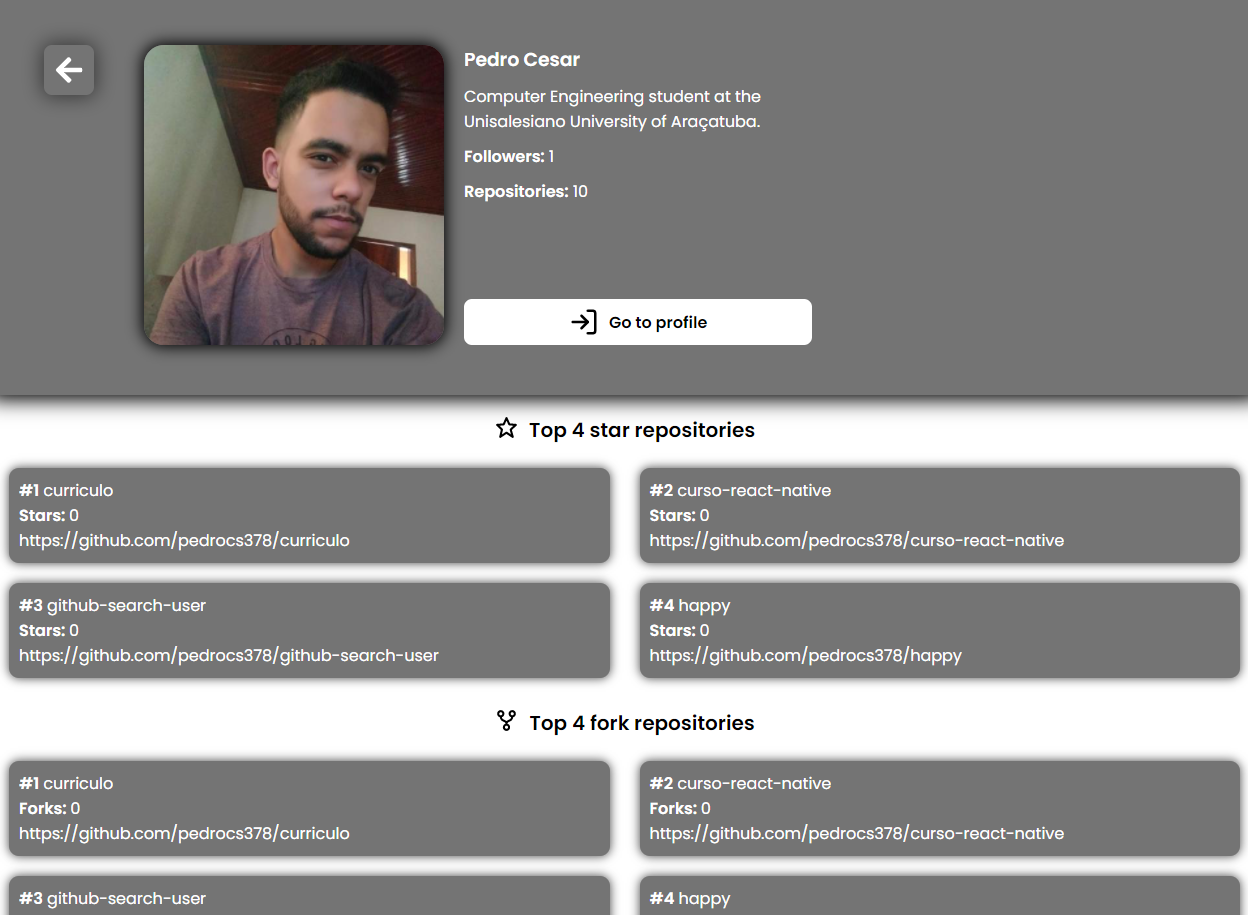 Pedro Cesar
Computer Engineering student at the
Unisalesiano University of Araçatuba.
Followers: 1
Repositories: 10
Go to profile
Top 4 star repositories
#1 curriculo
Stars: 0
https://github.com/pedrocs378/curriculo
#2 curso-react-native
Stars: 0
https://github.com/pedrocs378/curso-react-native
#3 github-search-user
Stars: 0
https://github.com/pedrocs378/github-search-user
#4 happy
Stars: 0
https://github.com/pedrocs378/happy
Top 4 fork repositories
#1 curriculo
Forks: 0
https://github.com/pedrocs378/curriculo
#2 curso-react-native
Forks: 0
https://github.com/pedrocs378/curso-react-native
#3 github-search-user
#4 happy